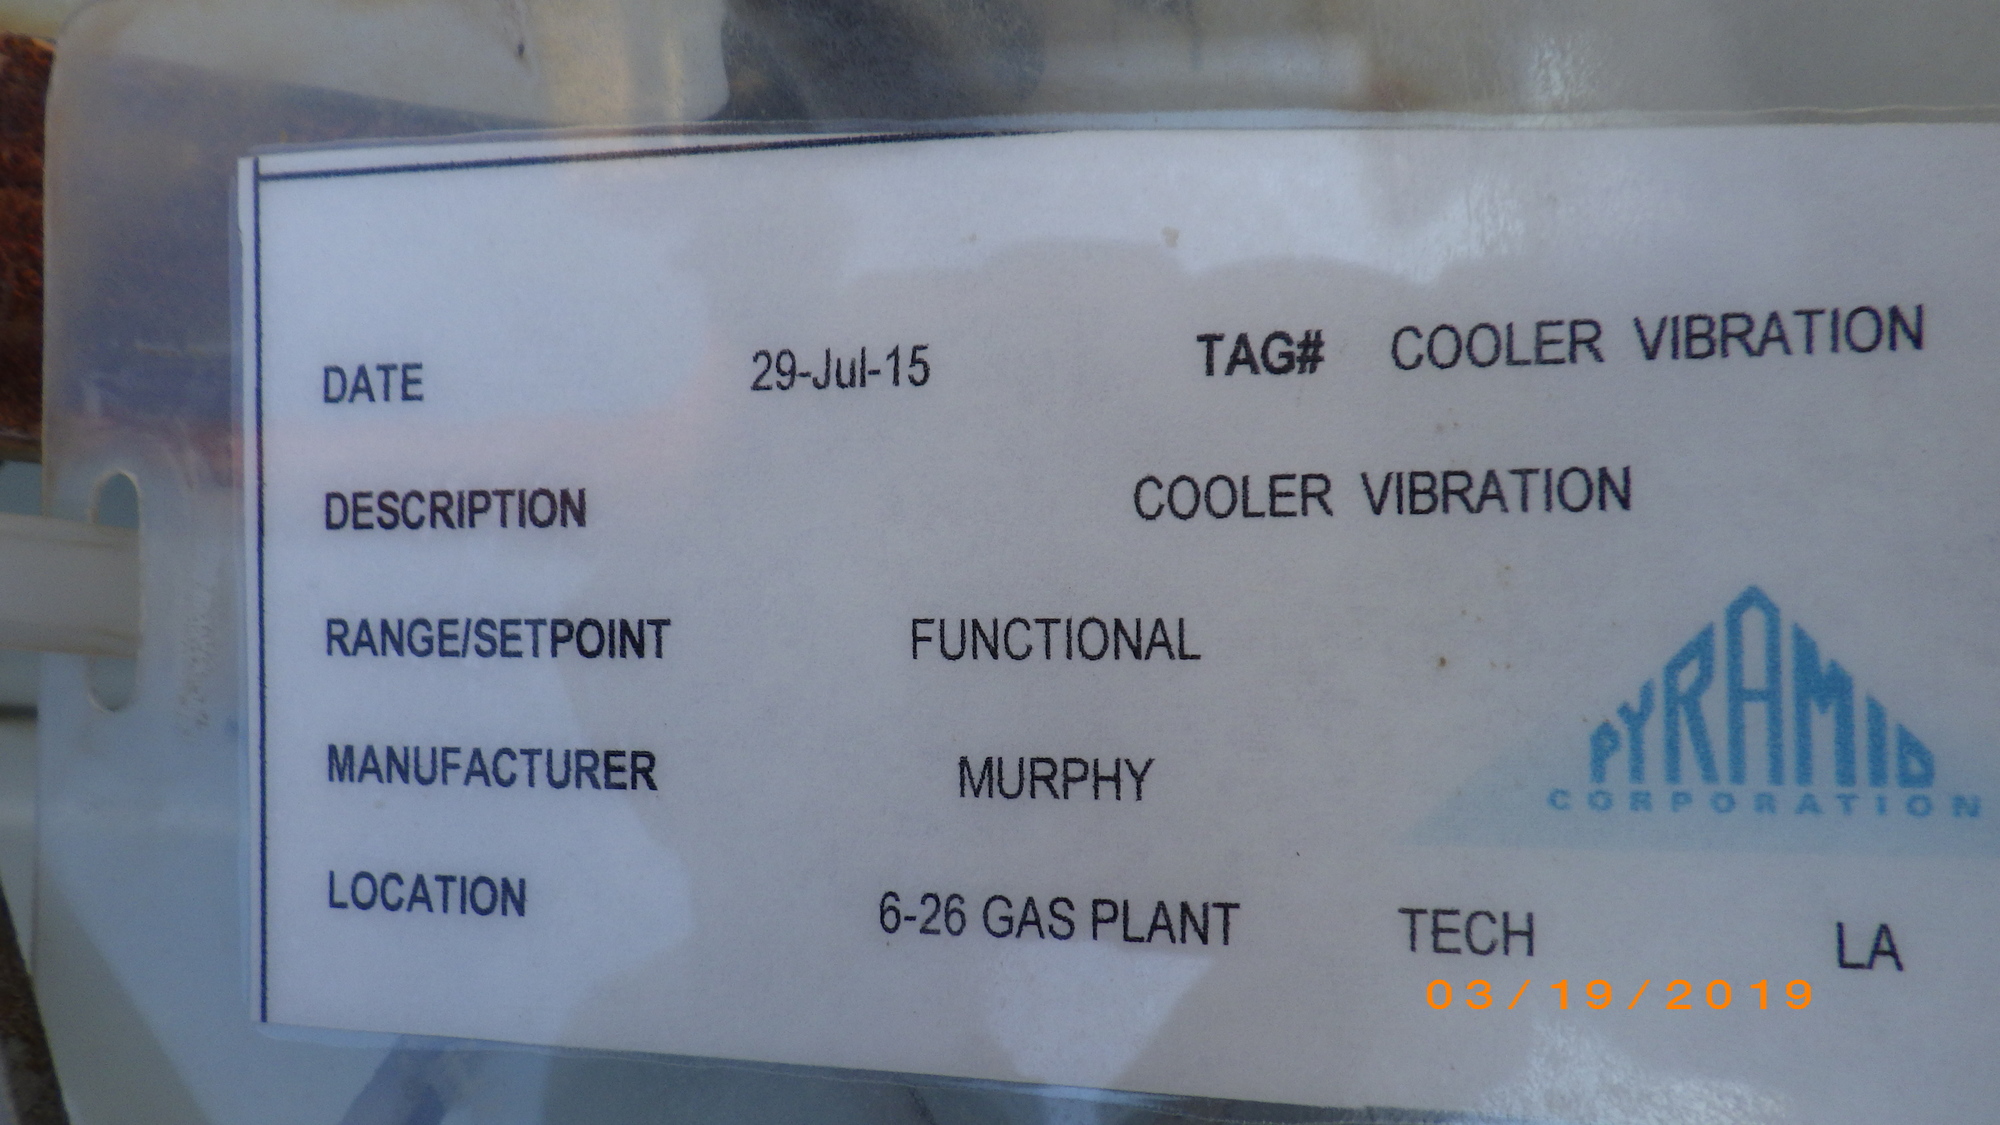 DATE 29-Jul-15 TAG# COOLER VIBRATION
DESCRIPTION COOLER VIBRATION
RANGE/SETPOINT FUNCTIONAL
MANUFACTURER MURPHY
PYRAMID
CORPORATION
LOCATION 6-26 GAS PLANT TECH LA
03/19/2019